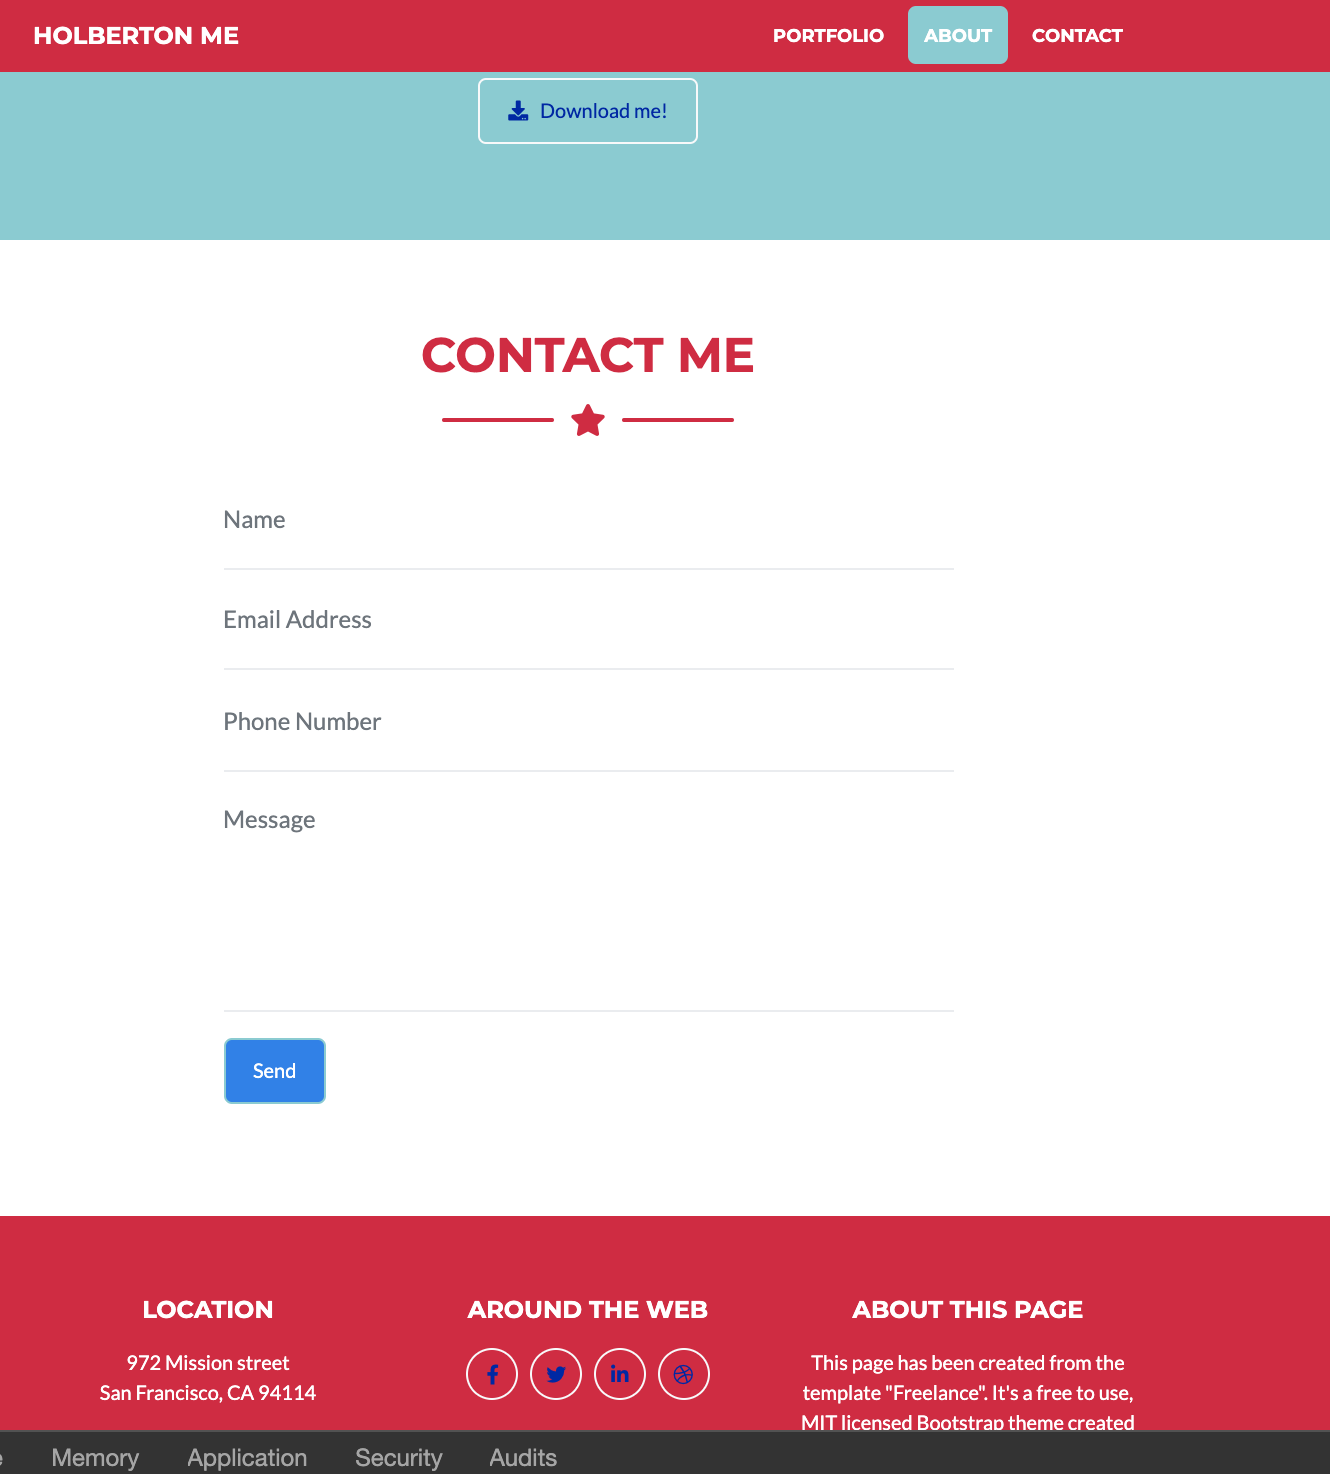 HOLBERTON ME
PORTFOLIO
ABOUT
CONTACT
Download me!
CONTACT ME
Name
Email Address
Phone Number
Message
Send
LOCATION
972 Mission street
San Francisco, CA 94114
AROUND THE WEB
ABOUT THIS PAGE
This page has been created from the
template "Freelance". It's a free to use,
MIT licensed Bootstrap theme created
Memory
Application
Security
Audits